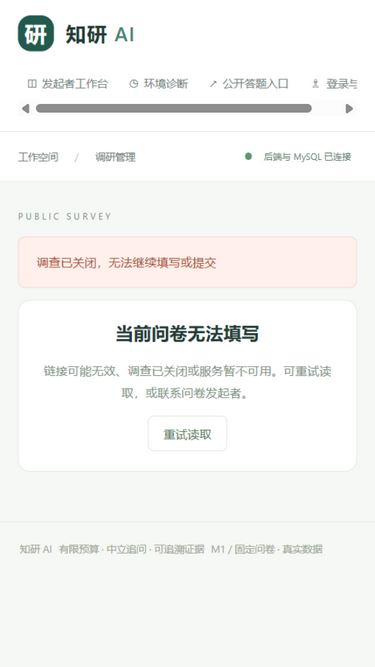 研 知研 AI
发起者工作台 环境诊断 公开答题入口 登录与
工作空间 / 调研管理 后端与 MySQL 已连接
PUBLIC SURVEY
调查已关闭，无法继续填写或提交
当前问卷无法填写
链接可能无效、调查已关闭或服务暂不可用。可重试读
取，或联系问卷发起者。
重试读取
知研 AI 有限预算 · 中立追问 · 可追溯证据 M1 / 固定问卷 · 真实数据